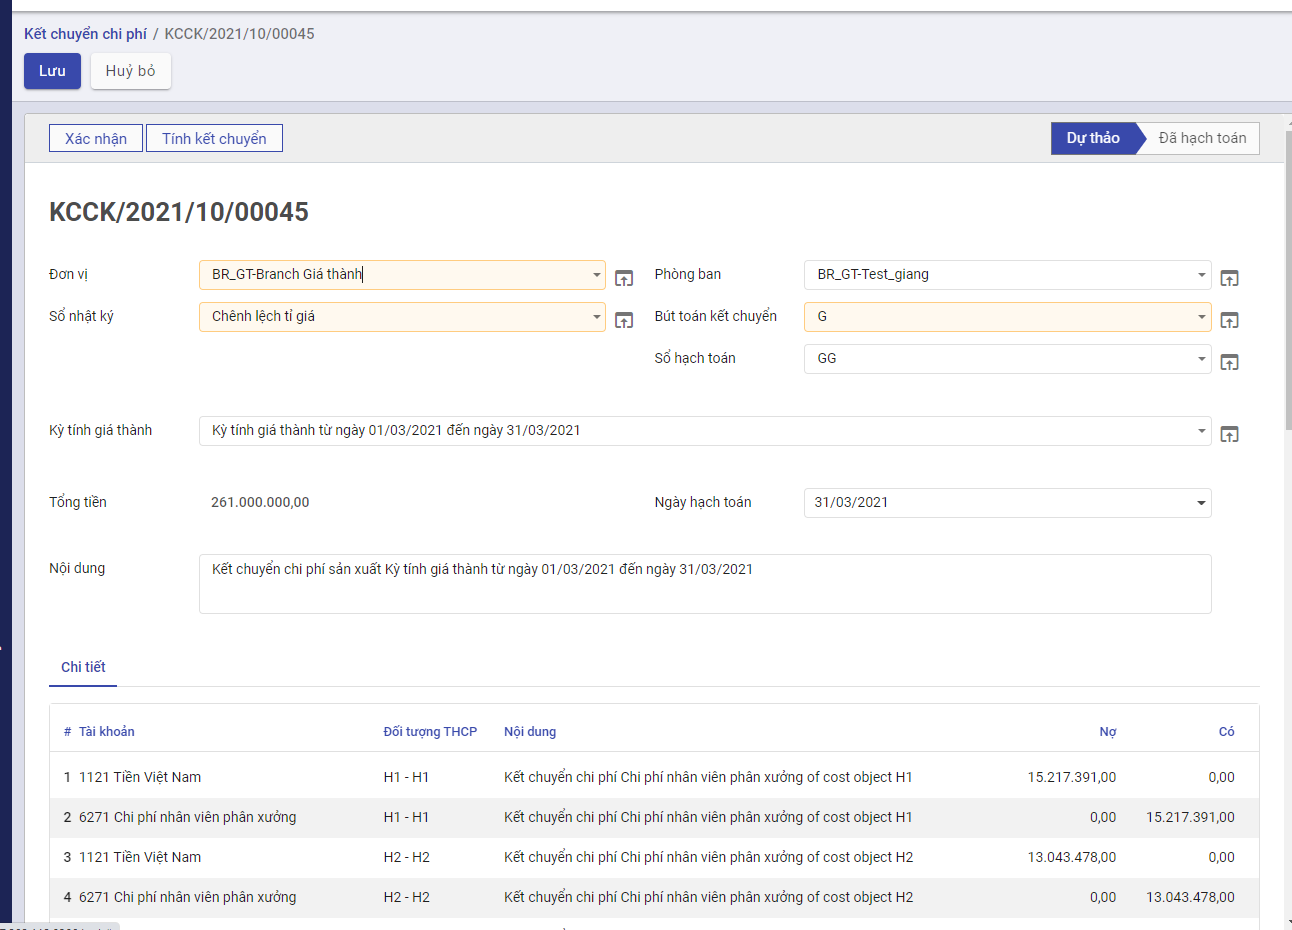 Kết chuyển chi phí / KCCK/2021/10/00045
Lưu Huỷ bỏ
Xác nhận Tính kết chuyển Dự thảo Đã hạch toán
KCCK/2021/10/00045
Đơn vị BR_GT-Branch Giá thành Phòng ban BR_GT-Test_giang
Sổ nhật ký Chênh lệch tỉ giá Bút toán kết chuyển G
Sổ hạch toán GG
Kỳ tính giá thành Kỳ tính giá thành từ ngày 01/03/2021 đến ngày 31/03/2021
Tổng tiền 261.000.000,00 Ngày hạch toán 31/03/2021
Nội dung Kết chuyển chi phí sản xuất Kỳ tính giá thành từ ngày 01/03/2021 đến ngày 31/03/2021
Chi tiết
# Tài khoản Đối tượng THCP Nội dung Nợ Có
1 1121 Tiền Việt Nam H1 - H1 Kết chuyển chi phí Chi phí nhân viên phân xưởng of cost object H1 15.217.391,00 0,00
2 6271 Chi phí nhân viên phân xưởng H1 - H1 Kết chuyển chi phí Chi phí nhân viên phân xưởng of cost object H1 0,00 15.217.391,00
3 1121 Tiền Việt Nam H2 - H2 Kết chuyển chi phí Chi phí nhân viên phân xưởng of cost object H2 13.043.478,00 0,00
4 6271 Chi phí nhân viên phân xưởng H2 - H2 Kết chuyển chi phí Chi phí nhân viên phân xưởng of cost object H2 0,00 13.043.478,00